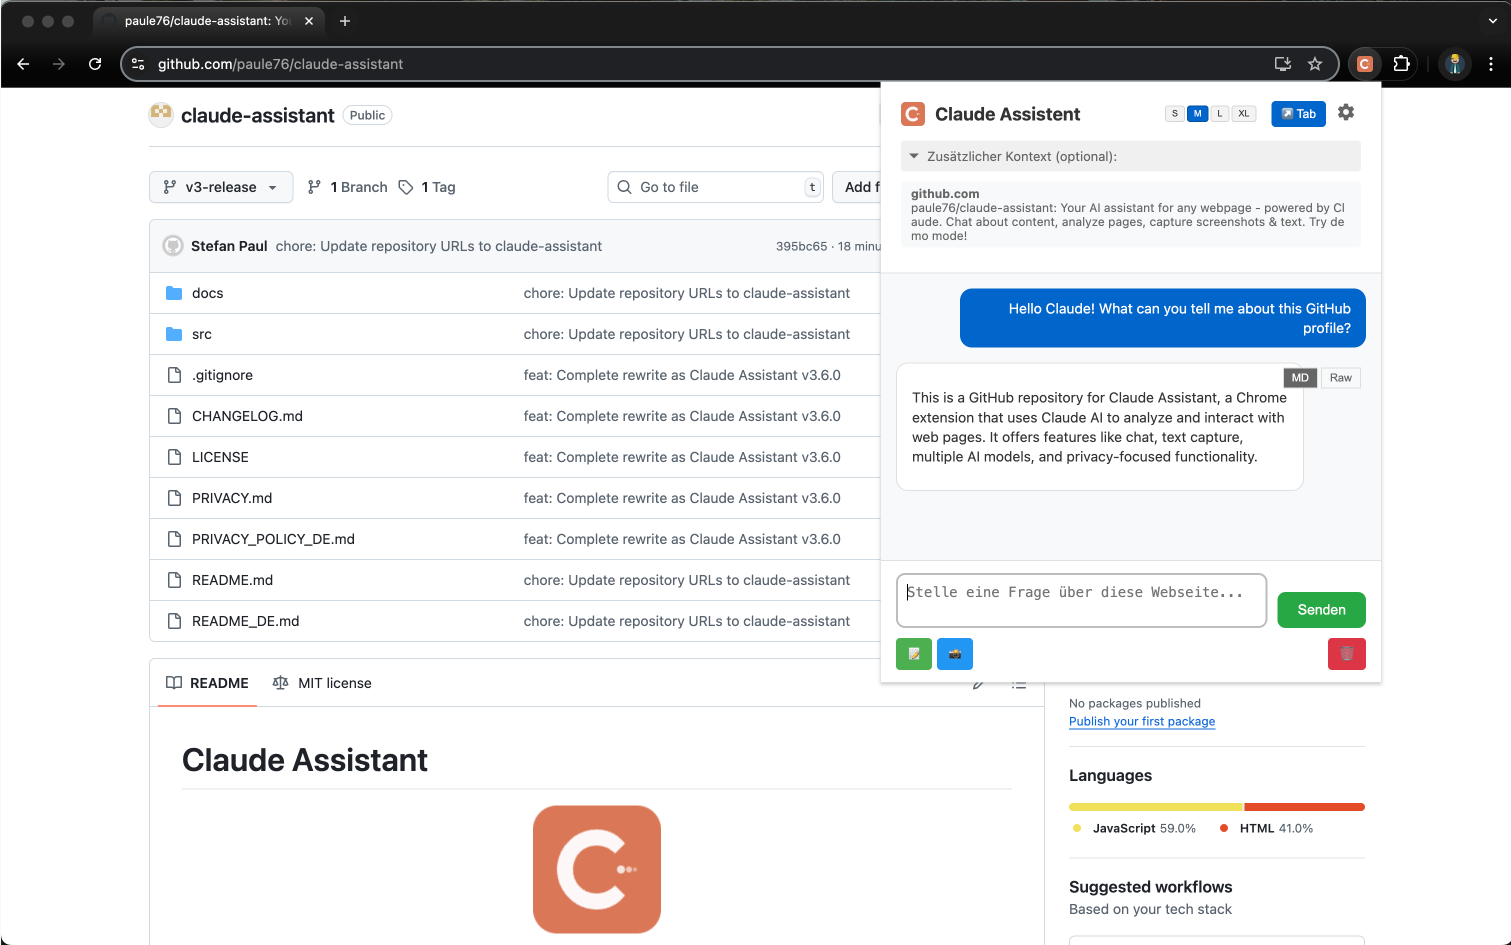 paule76/claude-assistant: You
github.com/paule76/claude-assistant
claude-assistant
Public
v3-release
1 Branch
1 Tag
Go to file
t
Add f
Stefan Paul chore: Update repository URLs to claude-assistant
395bc65 · 18 minu
docs chore: Update repository URLs to claude-assistant
src chore: Update repository URLs to claude-assistant
.gitignore feat: Complete rewrite as Claude Assistant v3.6.0
CHANGELOG.md feat: Complete rewrite as Claude Assistant v3.6.0
LICENSE feat: Complete rewrite as Claude Assistant v3.6.0
PRIVACY.md feat: Complete rewrite as Claude Assistant v3.6.0
PRIVACY_POLICY_DE.md feat: Complete rewrite as Claude Assistant v3.6.0
README.md chore: Update repository URLs to claude-assistant
README_DE.md chore: Update repository URLs to claude-assistant
README
MIT license
Claude Assistant
Claude Assistent
S M L XL
Tab
Zusätzlicher Kontext (optional):
github.com
paule76/claude-assistant: Your AI assistant for any webpage - powered by Cl
aude. Chat about content, analyze pages, capture screenshots & text. Try de
mo mode!
Hello Claude! What can you tell me about this GitHub
profile?
MD Raw
This is a GitHub repository for Claude Assistant, a Chrome
extension that uses Claude AI to analyze and interact with
web pages. It offers features like chat, text capture,
multiple AI models, and privacy-focused functionality.
Stelle eine Frage über diese Webseite...
Senden
No packages published
Publish your first package
Languages
JavaScript 59.0%
HTML 41.0%
Suggested workflows
Based on your tech stack